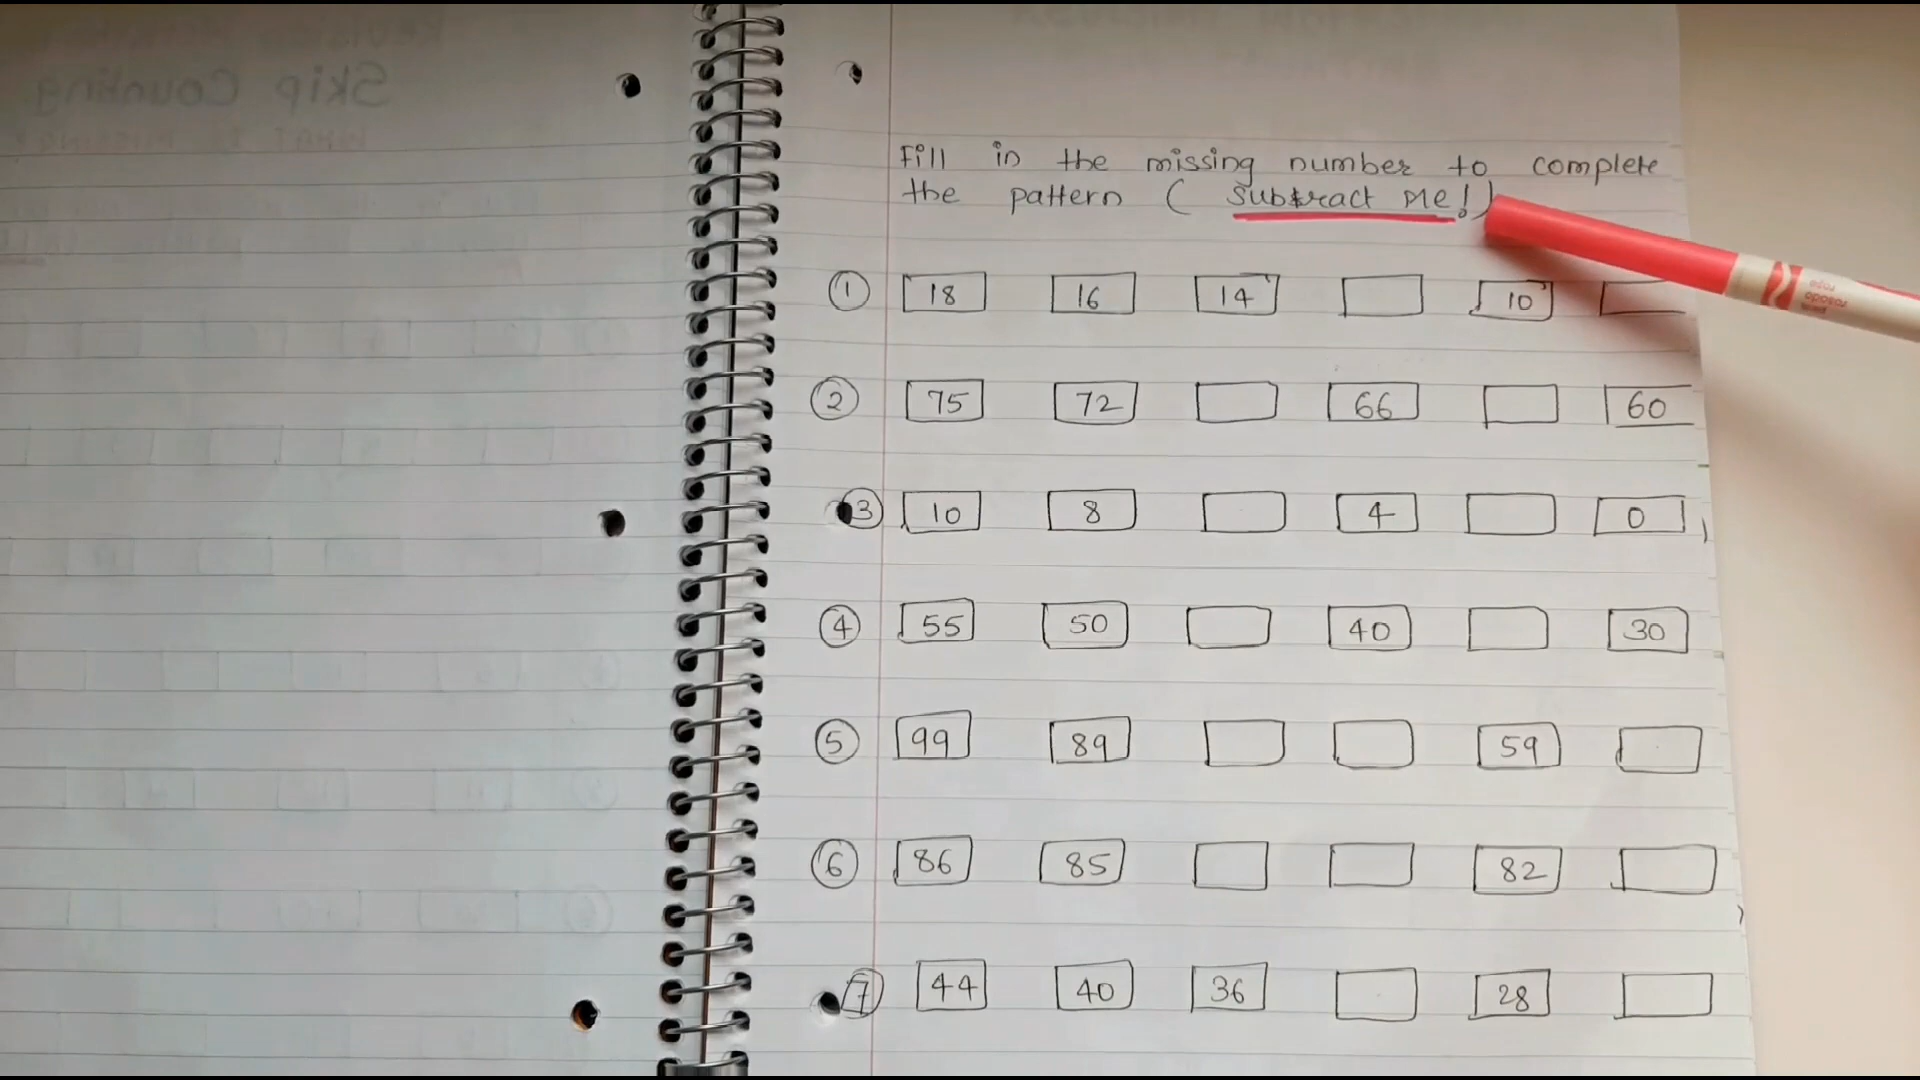 Fill in the missing number to complete
the pattern ( Subtract Me!)
1 18 16 14 10
2 75 72 66 60
3 10 8 4 0
4 55 50 40 30
5 99 89 59
6 86 85 82
7 44 40 36 28
Skip Counting